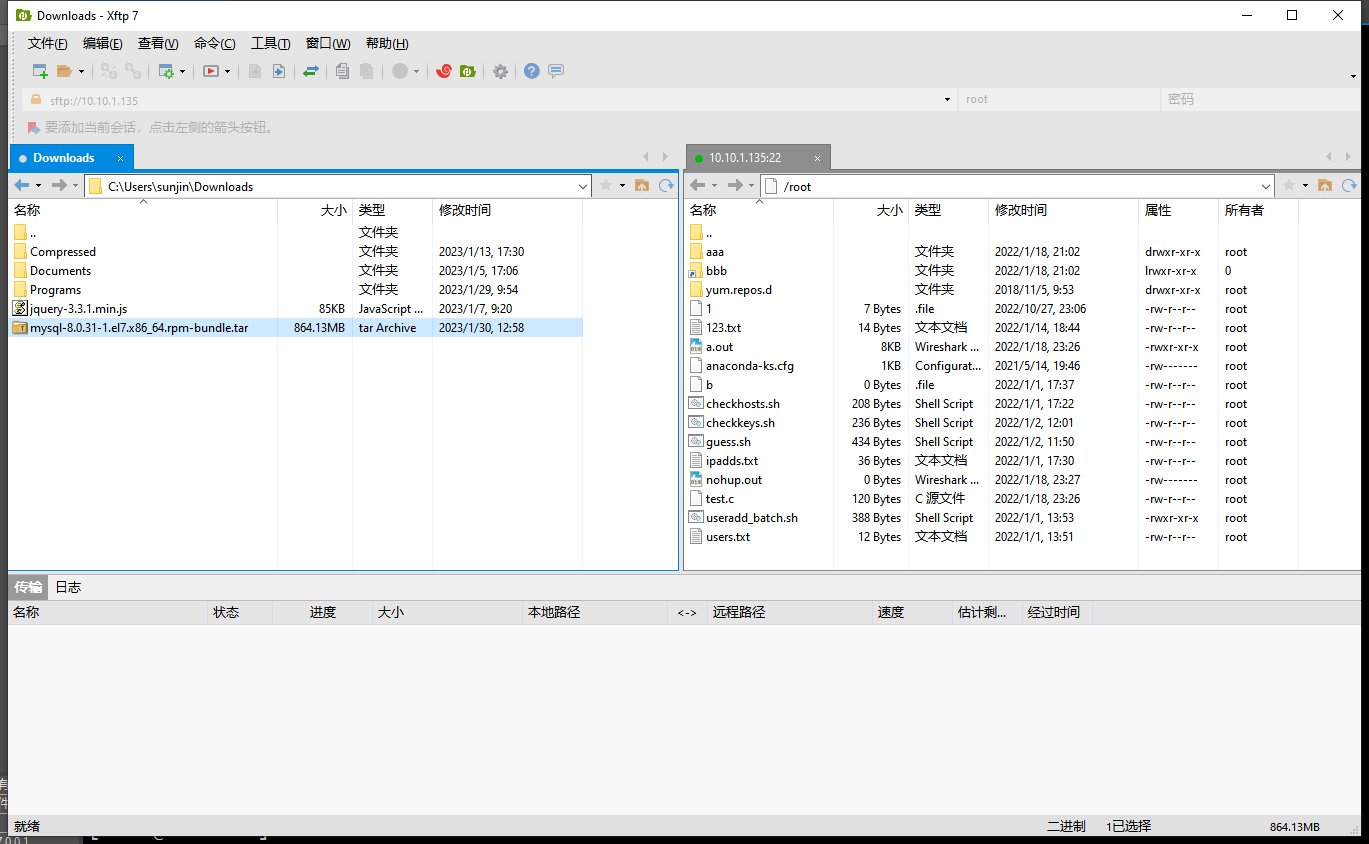 Downloads - Xftp 7
文件(F) 编辑(E) 查看(V) 命令(C) 工具(T) 窗口(W) 帮助(H)
sftp://10.10.1.135 root 密码
要添加当前会话，点击左侧的箭头按钮。
Downloads × 10.10.1.135:22 ×
C:\Users\sunjin\Downloads /root
名称 大小 类型 修改时间
.. 文件夹
Compressed 文件夹 2023/1/13, 17:30
Documents 文件夹 2023/1/5, 17:06
Programs 文件夹 2023/1/29, 9:54
jquery-3.3.1.min.js 85KB JavaScript ... 2023/1/7, 9:20
mysql-8.0.31-1.el7.x86_64.rpm-bundle.tar 864.13MB tar Archive 2023/1/30, 12:58
名称 大小 类型 修改时间 属性 所有者
..
aaa 文件夹 2022/1/18, 21:02 drwxr-xr-x root
bbb 文件夹 2022/1/18, 21:02 lrwxr-xr-x 0
yum.repos.d 文件夹 2018/11/5, 9:53 drwxr-xr-x root
1 7 Bytes .file 2022/10/27, 23:06 -rw-r--r-- root
123.txt 14 Bytes 文本文档 2022/1/14, 18:44 -rw-r--r-- root
a.out 8KB Wireshark ... 2022/1/18, 23:26 -rwxr-xr-x root
anaconda-ks.cfg 1KB Configurat... 2021/5/14, 19:46 -rw------- root
b 0 Bytes .file 2022/1/1, 17:37 -rw-r--r-- root
checkhosts.sh 208 Bytes Shell Script 2022/1/1, 17:22 -rw-r--r-- root
checkkeys.sh 236 Bytes Shell Script 2022/1/2, 12:01 -rw-r--r-- root
guess.sh 434 Bytes Shell Script 2022/1/2, 11:50 -rw-r--r-- root
ipadds.txt 36 Bytes 文本文档 2022/1/1, 17:30 -rw-r--r-- root
nohup.out 0 Bytes Wireshark ... 2022/1/18, 23:27 -rw------- root
test.c 120 Bytes C 源文件 2022/1/18, 23:26 -rw-r--r-- root
useradd_batch.sh 388 Bytes Shell Script 2022/1/1, 13:53 -rwxr-xr-x root
users.txt 12 Bytes 文本文档 2022/1/1, 13:51 -rw-r--r-- root
传输 日志
名称 状态 进度 大小 本地路径 <-> 远程路径 速度 估计剩... 经过时间
就绪 二进制 1已选择 864.13MB